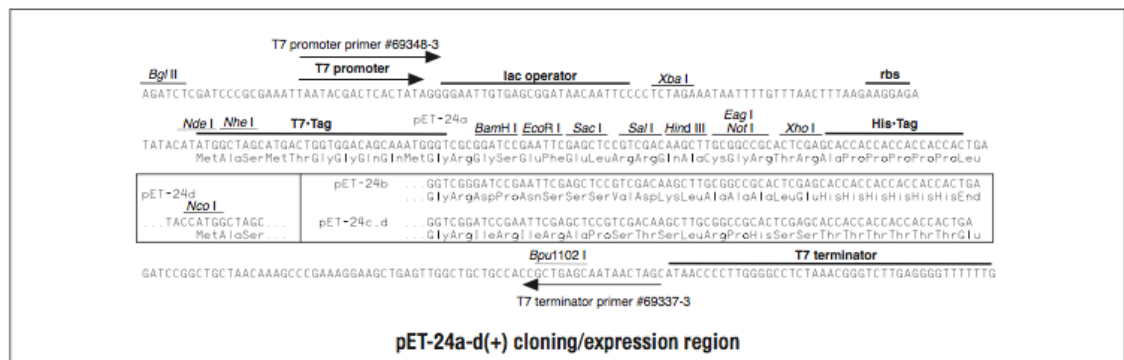 T7 promoter primer #69348-3
Bgl II T7 promoter lac operator Xba I rbs
AGATCTCGATCCCGCGAAATTAATACGACTCACTATAGGGGAATTGTGAGCGGATAACAATTCCCCTCTAGAAATAATTTTGTTTAACTTTAAGAAGGAGA
Nde I Nhe I T7•Tag pET-24a BamH I EcoR I Sac I Sal I Hind III Eag I Not I Xho I His•Tag
TATACATATGGCTAGCATGACTGGTGGACAGCAAATGGGTCGCGGATCCGAATTCGAGCTCCGTCGACAAGCTTGCGGCCGCACTCGAGCACCACCACCACCACCACTGA
MetAlaSerMetThrGlyGlyGlnGlnMetGlyArgGlySerGluPheGluLeuArgArgGlnAlaCysGlyArgThrArgAlaProProProProProProLeu
pET-24d
Nco I
...TACCATGGCTAGC...
MetAlaSer...
pET-24b ...GGTCGGGATCCGAATTCGAGCTCCGTCGACAAGCTTGCGGCCGCACTCGAGCACCACCACCACCACCACTGA
...GlyArgAspProAsnSerSerSerValAspLysLeuAlaAlaAlaLeuGluHisHisHisHisHisHisEnd
pET-24c,d ...GGTCGGATCCGAATTCGAGCTCCGTCGACAAGCTTGCGGCCGCACTCGAGCACCACCACCACCACCACTGA
...GlyArgIleArgIleArgAlaProSerThrSerLeuArgProHisSerSerThrThrThrThrThrThrGlu
Bpu1102 I T7 terminator
GATCCGGCTGCTAACAAAGCCCGAAAGGAAGCTGAGTTGGCTGCTGCCACCGCTGAGCAATAACTAGCATAACCCCTTGGGGCCTCTAAACGGGTCTTGAGGGGTTTTTTG
T7 terminator primer #69337-3
pET-24a-d(+) cloning/expression region